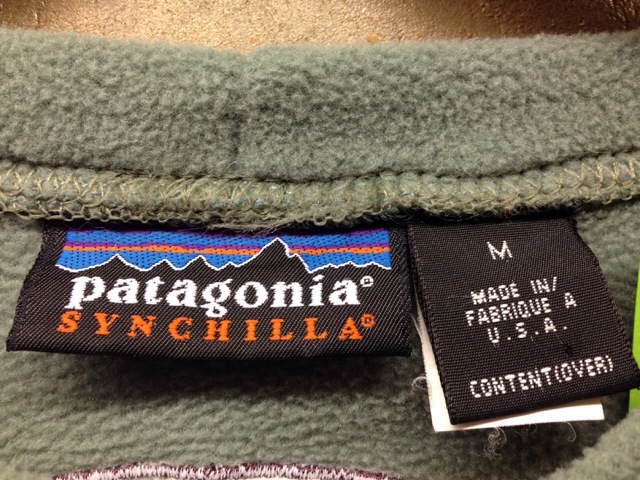 patagonia®
SYNCHILLA®
M
MADE IN/
FABRIQUE A
U.S.A.
CONTENT(OVER)